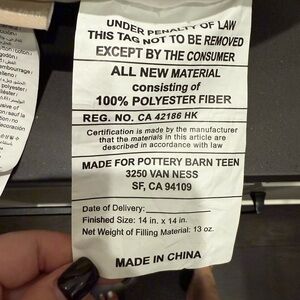 UNDER PENALTY OF LAW
THIS TAG NOT TO BE REMOVED
EXCEPT BY THE CONSUMER
ALL NEW MATERIAL
consisting of
100% POLYESTER FIBER
REG. NO. CA 42186 HK
Certification is made by the manufacturer
that the materials in this article are
described in accordance with law
MADE FOR POTTERY BARN TEEN
3250 VAN NESS
SF, CA 94109
Date of Delivery:
Finished Size: 14 in. x 14 in.
Net Weight of Filling Material: 13 oz.
MADE IN CHINA